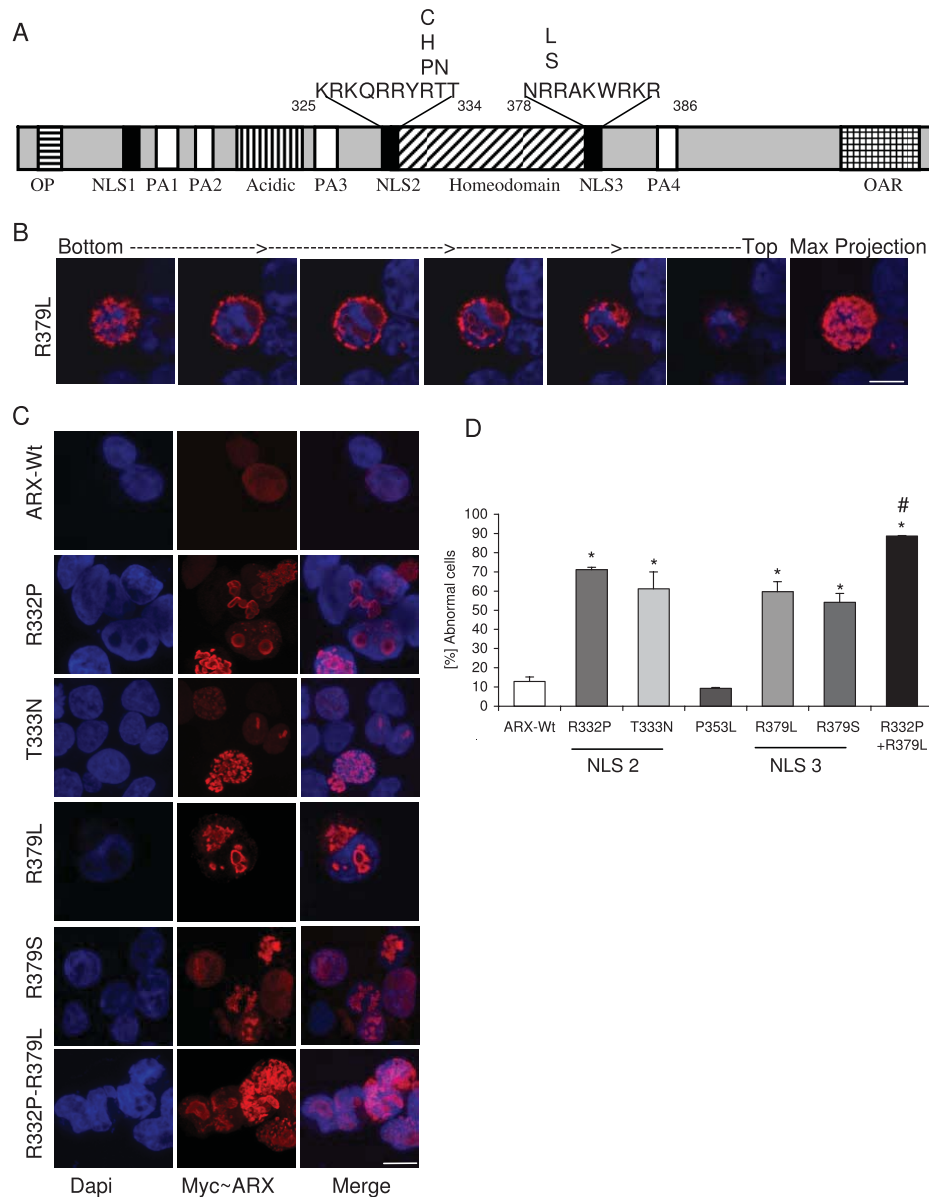 A
C
H
PN
L
S
KRKQRRYRTT
NRRAKWRKR
325
334
378
386
OP NLS1 PA1 PA2 Acidic PA3 NLS2 Homeodomain NLS3 PA4 OAR
B
Bottom --------------->----------------------->--------------------->---------------Top Max Projection
R379L
C
ARX-Wt
R332P
T333N
R379L
R379S
R332P-R379L
Dapi Myc~ARX Merge
D
[%] Abnormal cells
100
90
80
70
60
50
40
30
20
10
0
* * * * # *
ARX-Wt R332P T333N P353L R379L R379S R332P
+R379L
NLS 2 NLS 3